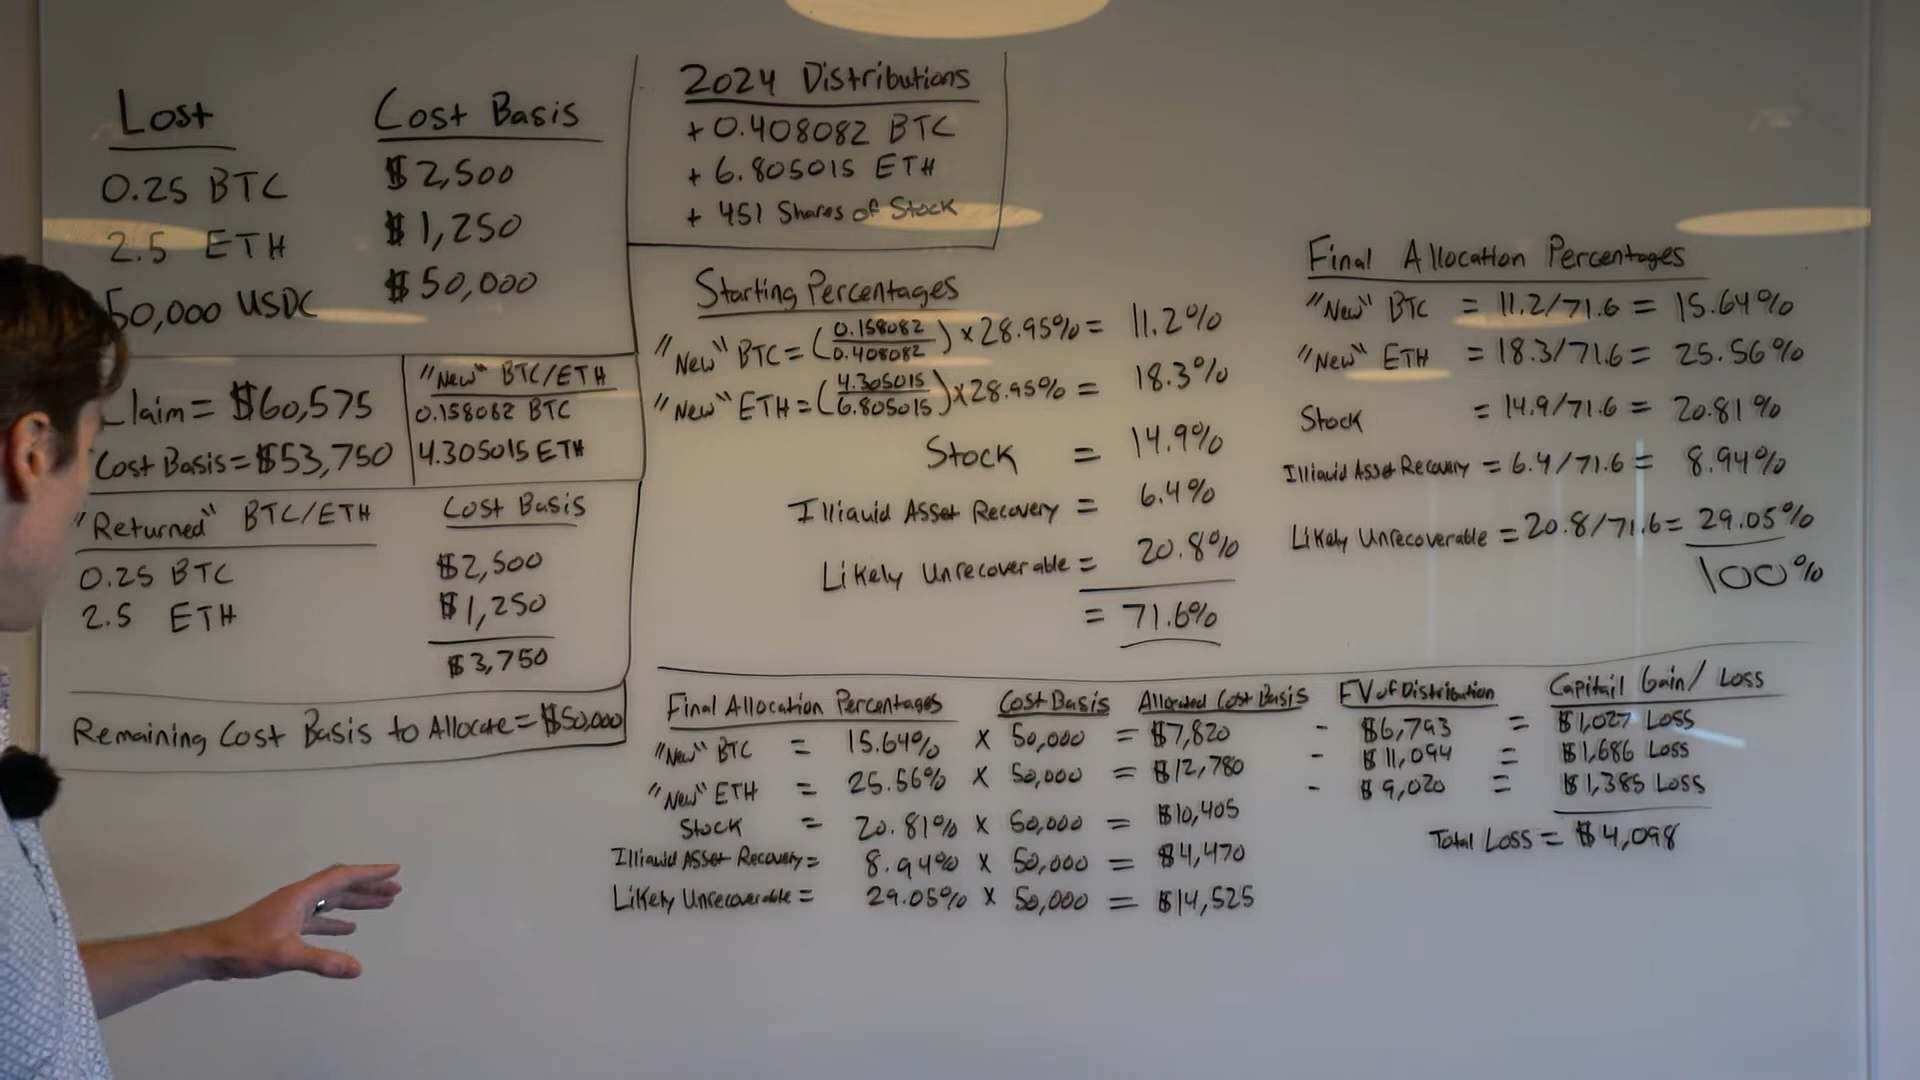 Lost Cost Basis
0.25 BTC $2,500
2.5 ETH $1,250
50,000 USDC $50,000
Claim = $60,575
Cost Basis = $53,750
"New" BTC/ETH
0.158082 BTC
4.305015 ETH
"Returned" BTC/ETH Cost Basis
0.25 BTC $2,500
2.5 ETH $1,250
$3,750
Remaining Cost Basis to Allocate = $50,000
2024 Distributions
+ 0.408082 BTC
+ 6.805015 ETH
+ 451 Shares of Stock
Starting Percentages
"New" BTC = (0.158082/0.408082) × 28.95% = 11.2%
"New" ETH = (4.305015/6.805015) × 28.95% = 18.3%
Stock = 14.9%
Illiquid Asset Recovery = 6.4%
Likely Unrecoverable = 20.8%
= 71.6%
Final Allocation Percentages
"New" BTC = 11.2/71.6 = 15.64%
"New" ETH = 18.3/71.6 = 25.56%
Stock = 14.9/71.6 = 20.81%
Illiquid Asset Recovery = 6.4/71.6 = 8.94%
Likely Unrecoverable = 20.8/71.6 = 29.05%
100%
Final Allocation Percentages Cost Basis Allocated Cost Basis FV of Distribution Capitail Gain/Loss
"New" BTC = 15.64% × 50,000 = $7,820 - $6,793 = $1,027 Loss
"New" ETH = 25.56% × 50,000 = $12,780 - $11,094 = $1,686 Loss
Stock = 20.81% × 50,000 = $10,405 - $9,020 = $1,385 Loss
Illiquid Asset Recovery = 8.94% × 50,000 = $4,470
Likely Unrecoverable = 29.05% × 50,000 = $14,525
Total Loss = $4,098